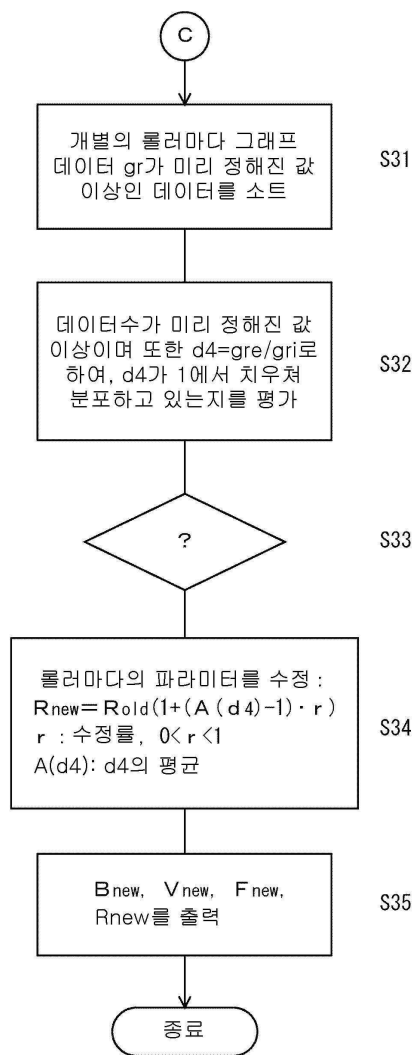 C
개별의 롤러마다 그래프
데이터 gr가 미리 정해진 값
이상인 데이터를 소트
S31
데이터수가 미리 정해진 값
이상이며 또한 d4=gre/gri로
하여, d4가 1에서 치우쳐
분포하고 있는지를 평가
S32
?
S33
롤러마다의 파라미터를 수정 :
Rnew=Rold(1+(A (d4)-1)· r)
r : 수정률, 0< r <1
A(d4): d4의 평균
S34
Bnew, Vnew, Fnew,
Rnew를 출력
S35
종료